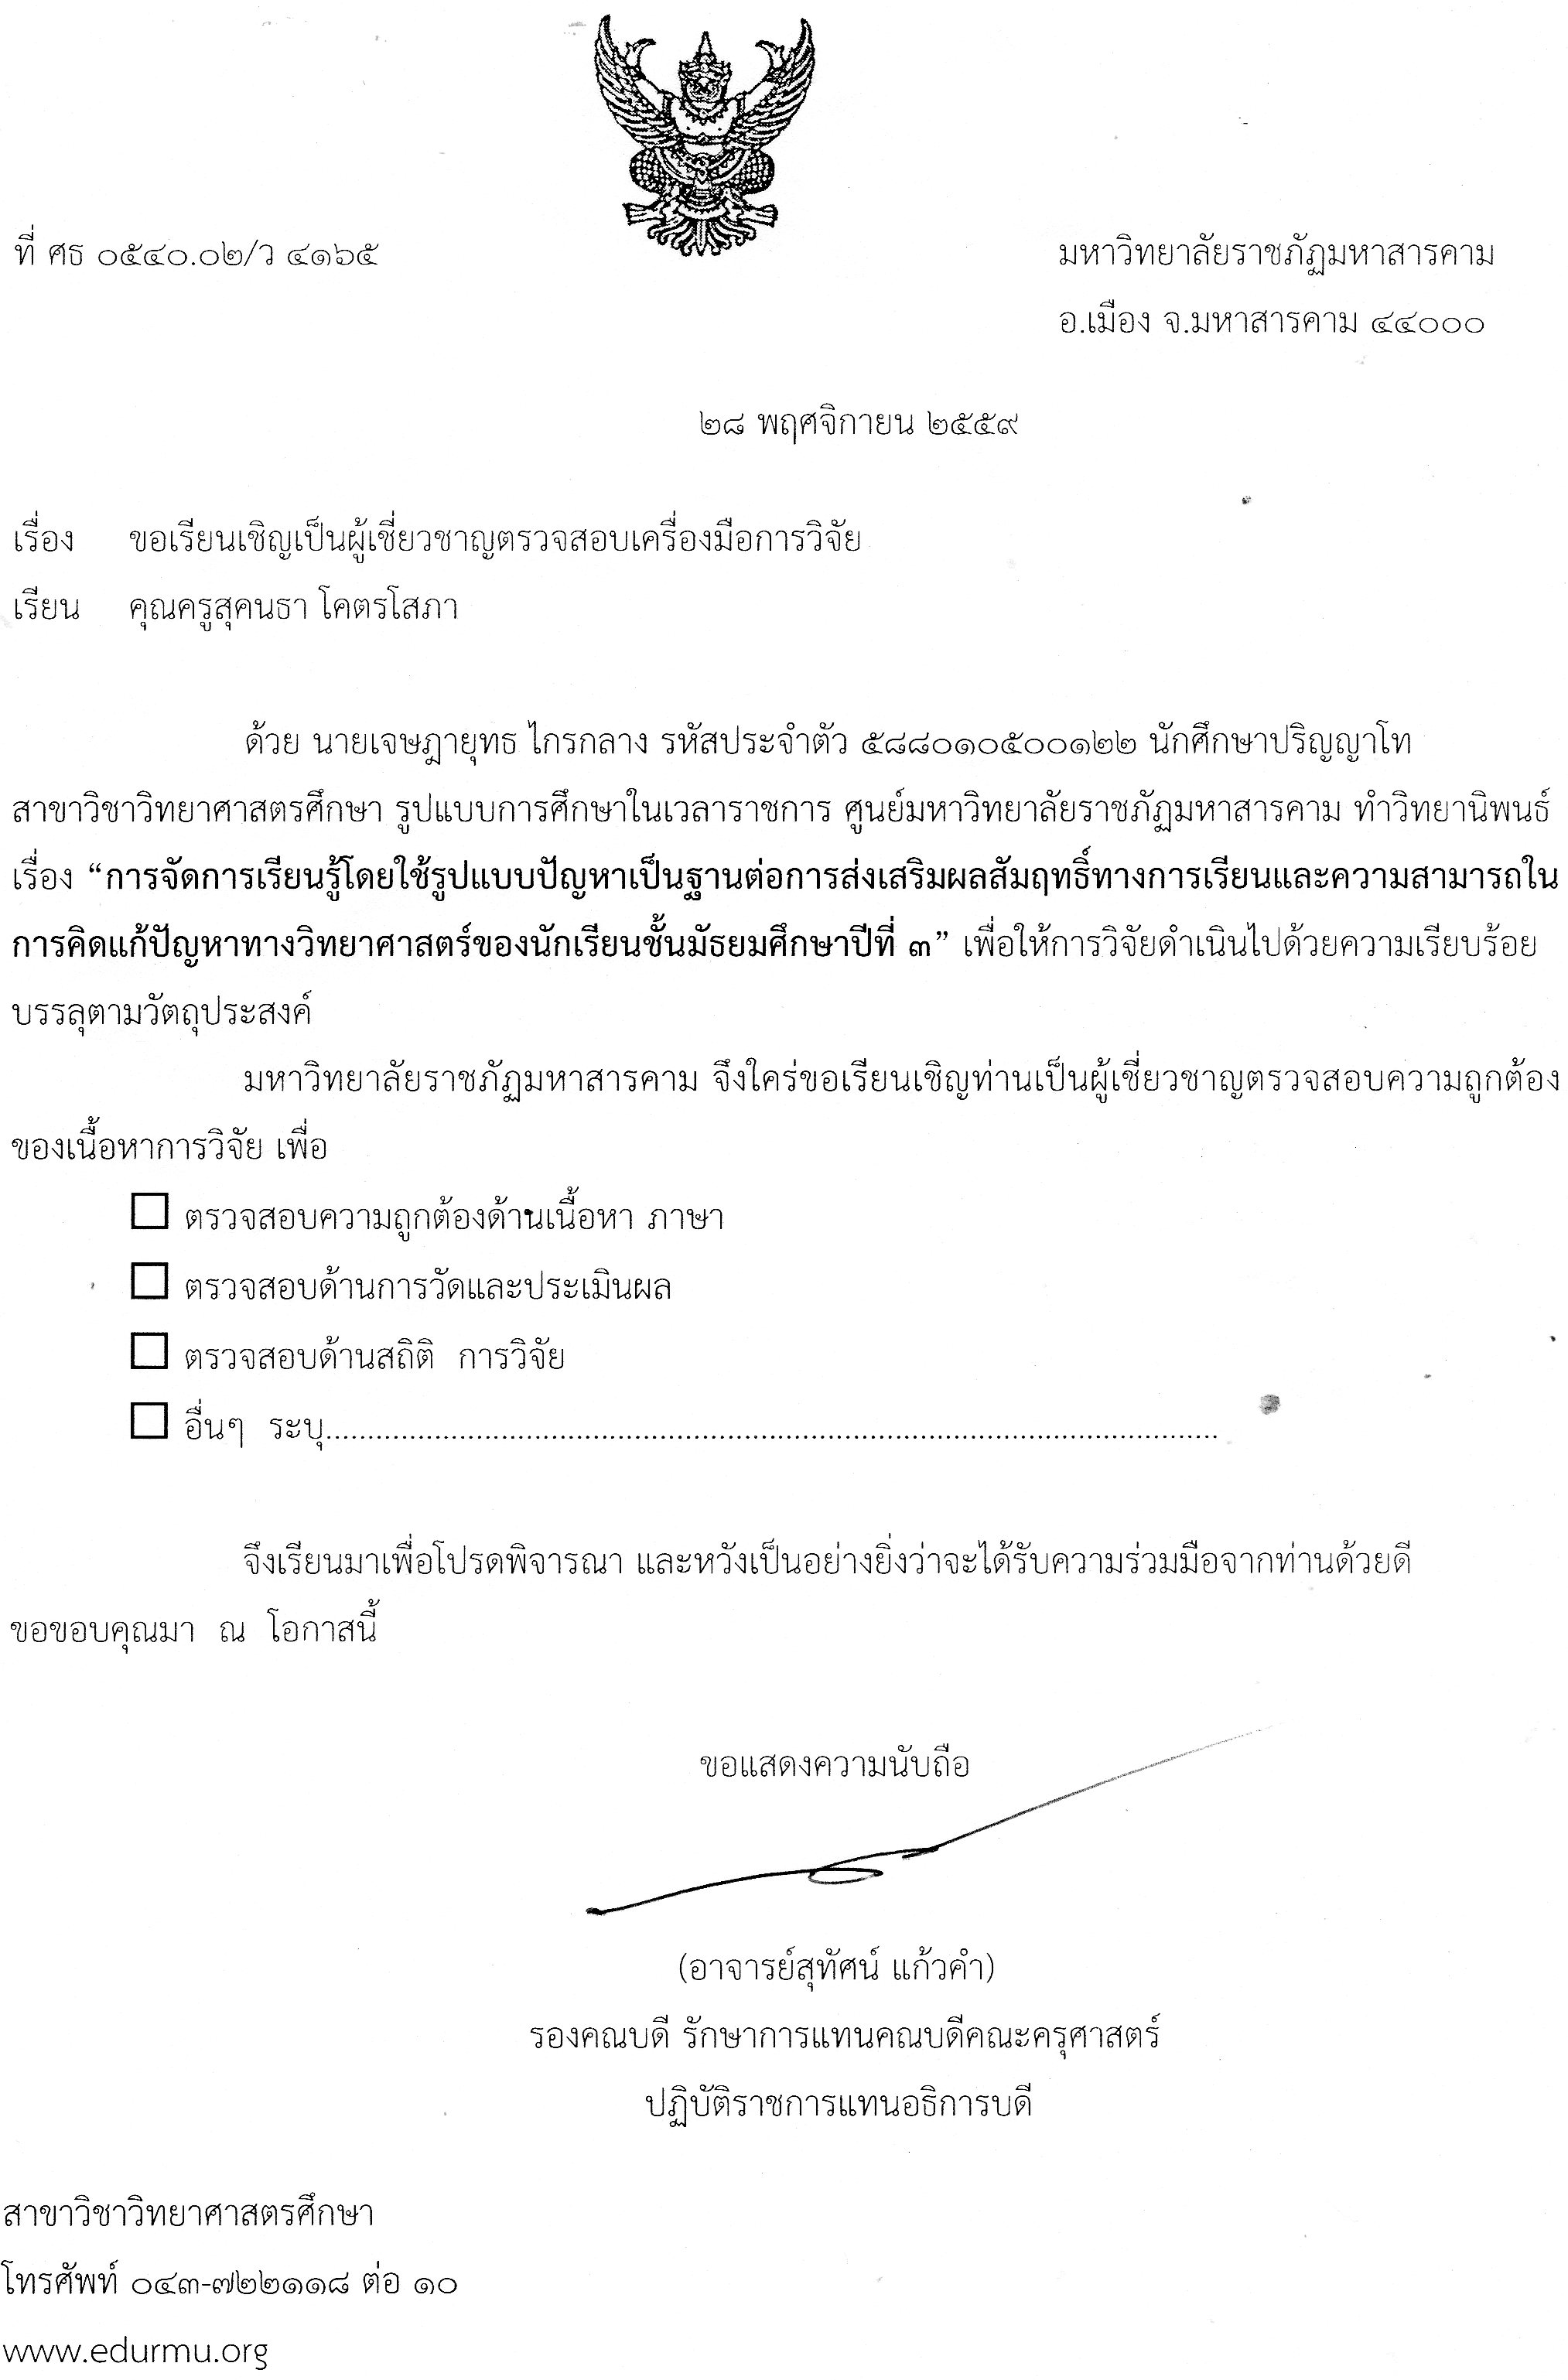 ที่ ศธ ๐๕๔๐.๐๒/ว ๔๑๖๕
มหาวิทยาลัยราชภัฏมหาสารคาม
อ.เมือง จ.มหาสารคาม ๔๔๐๐๐
๒๘ พฤศจิกายน ๒๕๕๙
เรื่อง ขอเรียนเชิญเป็นผู้เชี่ยวชาญตรวจสอบเครื่องมือการวิจัย
เรียน คุณครูสุคนธา โคตรโสภา
ด้วย นายเจษฎายุทธ ไกรกลาง รหัสประจำตัว ๕๘๘๐๑๐๕๐๐๑๒๒ นักศึกษาปริญญาโท
สาขาวิชาวิทยาศาสตรศึกษา รูปแบบการศึกษาในเวลาราชการ ศูนย์มหาวิทยาลัยราชภัฏมหาสารคาม ทำวิทยานิพนธ์
เรื่อง “การจัดการเรียนรู้โดยใช้รูปแบบปัญหาเป็นฐานต่อการส่งเสริมผลสัมฤทธิ์ทางการเรียนและความสามารถใน
การคิดแก้ปัญหาทางวิทยาศาสตร์ของนักเรียนชั้นมัธยมศึกษาปีที่ ๓” เพื่อให้การวิจัยดำเนินไปด้วยความเรียบร้อย
บรรลุตามวัตถุประสงค์
มหาวิทยาลัยราชภัฏมหาสารคาม จึงใคร่ขอเรียนเชิญท่านเป็นผู้เชี่ยวชาญตรวจสอบความถูกต้อง
ของเนื้อหาการวิจัย เพื่อ
ตรวจสอบความถูกต้องด้านเนื้อหา ภาษา
ตรวจสอบด้านการวัดและประเมินผล
ตรวจสอบด้านสถิติ การวิจัย
อื่นๆ ระบุ..........................................................................................................
จึงเรียนมาเพื่อโปรดพิจารณา และหวังเป็นอย่างยิ่งว่าจะได้รับความร่วมมือจากท่านด้วยดี
ขอขอบคุณมา ณ โอกาสนี้
ขอแสดงความนับถือ
(อาจารย์สุทัศน์ แก้วคำ)
รองคณบดี รักษาการแทนคณบดีคณะครุศาสตร์
ปฏิบัติราชการแทนอธิการบดี
สาขาวิชาวิทยาศาสตรศึกษา
โทรศัพท์ ๐๔๓-๗๒๒๑๑๘ ต่อ ๑๐
www.edurmu.org